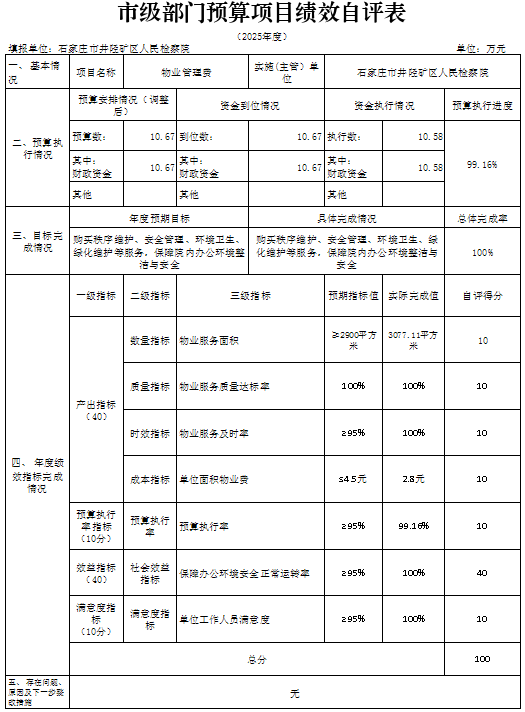 市级部门预算项目绩效自评表
（2025年度）
填报单位：石家庄市井陉矿区人民检察院 单位：万元
一、基本情况 项目名称 物业管理费 实施(主管)单位 石家庄市井陉矿区人民检察院
二、预算执行情况 预算安排情况（调整后） 资金到位情况 资金执行情况 预算执行进度
预算数： 10.67 到位数： 10.67 执行数： 10.58 99.16%
其中：财政资金 10.67 其中：财政资金 10.67 其中：财政资金 10.58
其他 其他 其他
三、目标完成情况 年度预期目标 具体完成情况 总体完成率
购买秩序维护、安全管理、环境卫生、绿化维护等服务，保障院内办公环境整洁与安全 购买秩序维护、安全管理、环境卫生、绿化维护等服务，保障院内办公环境整洁与安全 100%
四、年度绩效指标完成情况 一级指标 二级指标 三级指标 预期指标值 实际完成值 自评得分
产出指标（40） 数量指标 物业服务面积 ≥2900平方米 3077.11平方米 10
质量指标 物业服务质量达标率 100% 100% 10
时效指标 物业服务及时率 ≥95% 100% 10
成本指标 单位面积物业费 ≤4.5元 2.8元 10
预算执行率指标（10分） 预算执行率 预算执行率 ≥95% 99.16% 10
效益指标（40） 社会效益指标 保障办公环境安全正常运转率 ≥95% 100% 40
满意度指标（10分） 满意度指标 单位工作人员满意度 ≥95% 100% 10
总分 100
五、存在问题、原因及下一步整改措施 无